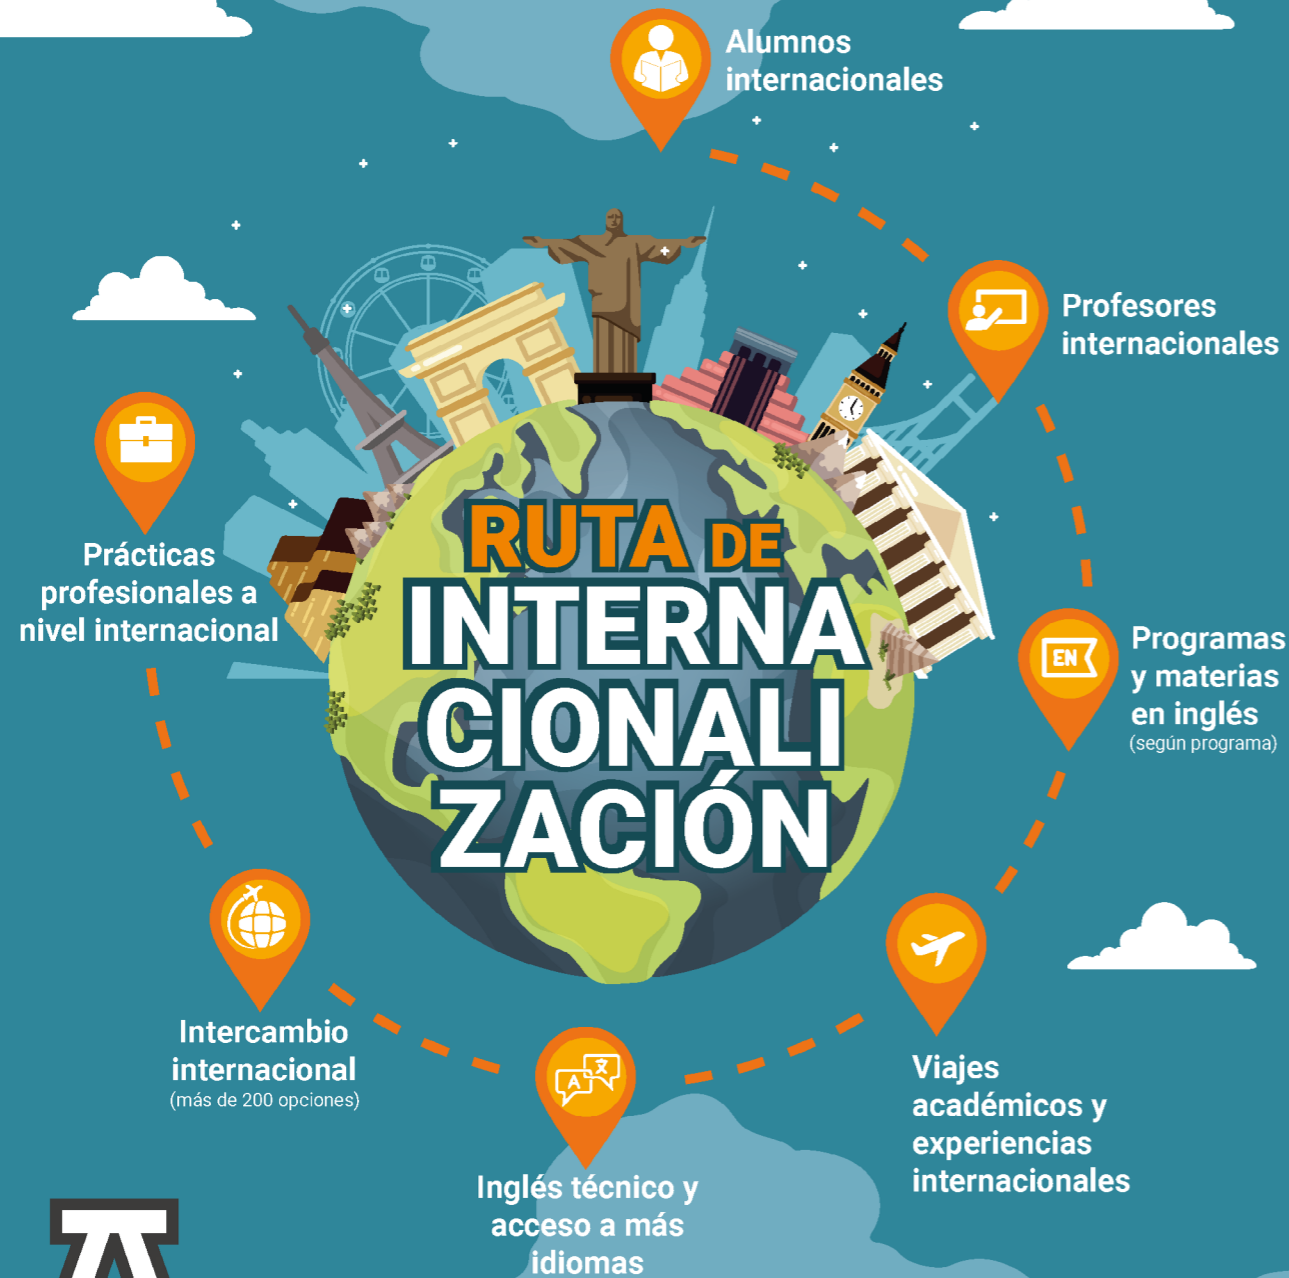 Alumnos
internacionales
Profesores
internacionales
Programas
y materias
en inglés
(según programa)
Viajes
académicos y
experiencias
internacionales
Inglés técnico y
acceso a más
idiomas
Intercambio
internacional
(más de 200 opciones)
Prácticas
profesionales a
nivel internacional
RUTA DE
INTERNA
CIONALI
ZACIÓN
EN
A 文